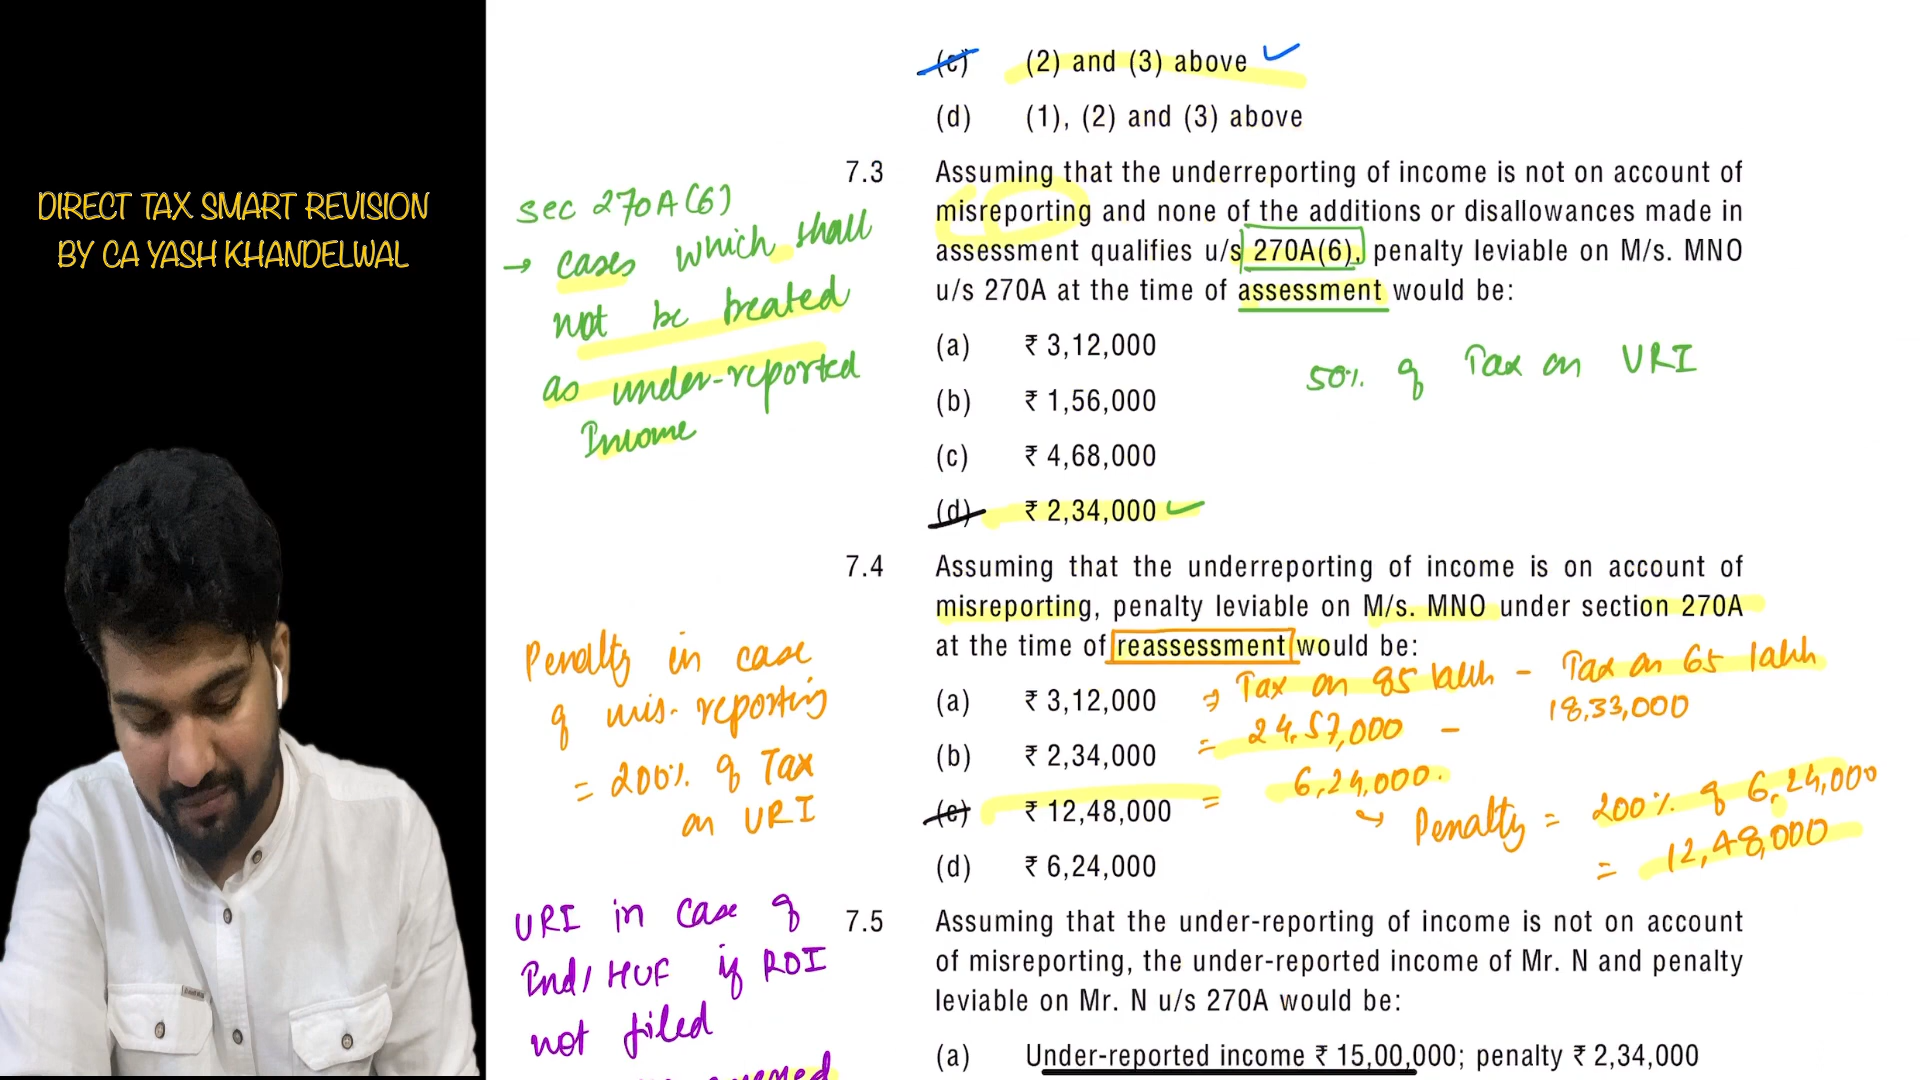 DIRECT TAX SMART REVISION
BY CA YASH KHANDELWAL
(c) (2) and (3) above
(d) (1), (2) and (3) above
7.3 Assuming that the underreporting of income is not on account of
misreporting and none of the additions or disallowances made in
assessment qualifies u/s 270A(6), penalty leviable on M/s. MNO
u/s 270A at the time of assessment would be:
(a) ₹ 3,12,000
(b) ₹ 1,56,000
(c) ₹ 4,68,000
(d) ₹ 2,34,000
sec 270A(6)
→ cases which shall
not be treated
as under-reported
Income
50% of Tax on URI
7.4 Assuming that the underreporting of income is on account of
misreporting, penalty leviable on M/s. MNO under section 270A
at the time of reassessment would be:
(a) ₹ 3,12,000
(b) ₹ 2,34,000
(c) ₹ 12,48,000
(d) ₹ 6,24,000
Penalty in case
of mis-reporting
= 200% of Tax
on URI
⇒ Tax on 85 lakh - Tax on 65 lakh
= 24,57,000 - 18,33,000
= 6,24,000.
→ Penalty = 200% of 6,24,000
= 12,48,000
URI in case of
Ind/HUF if ROI
not filed
7.5 Assuming that the under-reporting of income is not on account
of misreporting, the under-reported income of Mr. N and penalty
leviable on Mr. N u/s 270A would be:
(a) Under-reported income ₹ 15,00,000; penalty ₹ 2,34,000